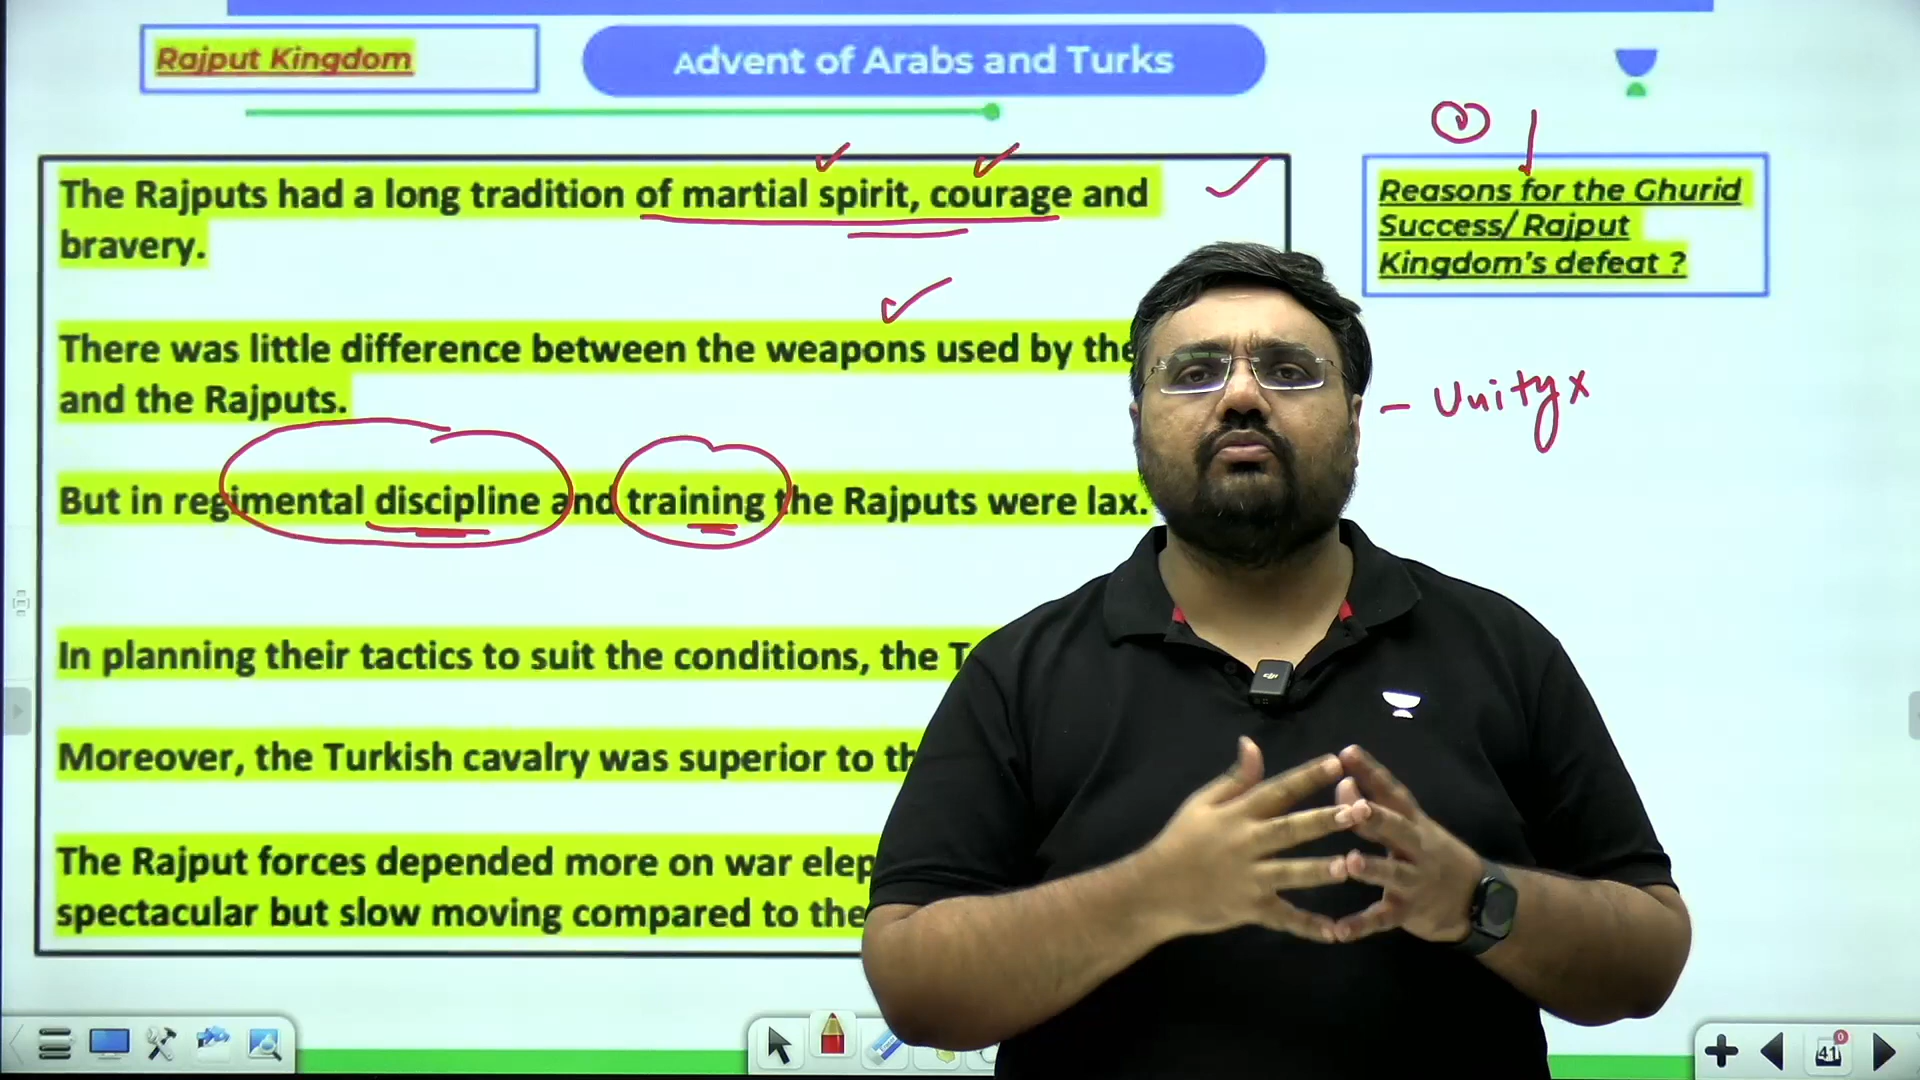 Rajput Kingdom
Advent of Arabs and Turks
The Rajputs had a long tradition of martial spirit, courage and
bravery.
There was little difference between the weapons used by the
and the Rajputs.
But in regimental discipline and training the Rajputs were lax.
In planning their tactics to suit the conditions, the
Moreover, the Turkish cavalry was superior to
The Rajput forces depended more on war
spectacular but slow moving compared to the
Reasons for the Ghurid
Success/ Rajput
Kingdom's defeat ?
- Unity x
41
0